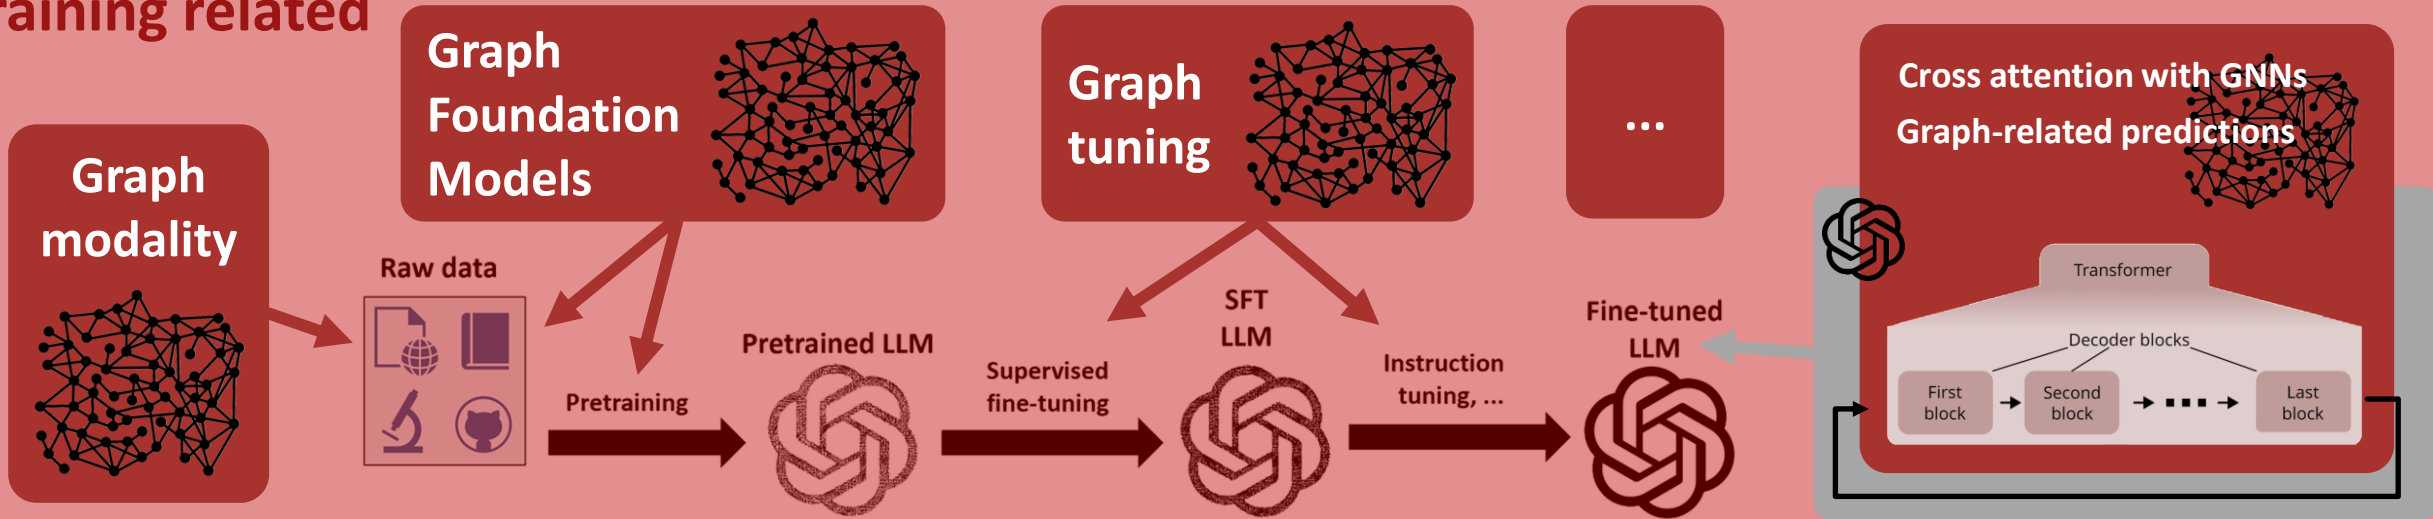 raining related
Graph
modality
Graph
Foundation
Models
Graph
tuning
...
Cross attention with GNNs
Graph-related predictions
Raw data
Pretraining
Pretrained LLM
Supervised
fine-tuning
SFT
LLM
Instruction
tuning, ...
Fine-tuned
LLM
Transformer
Decoder blocks
First
block
Second
block
Last
block